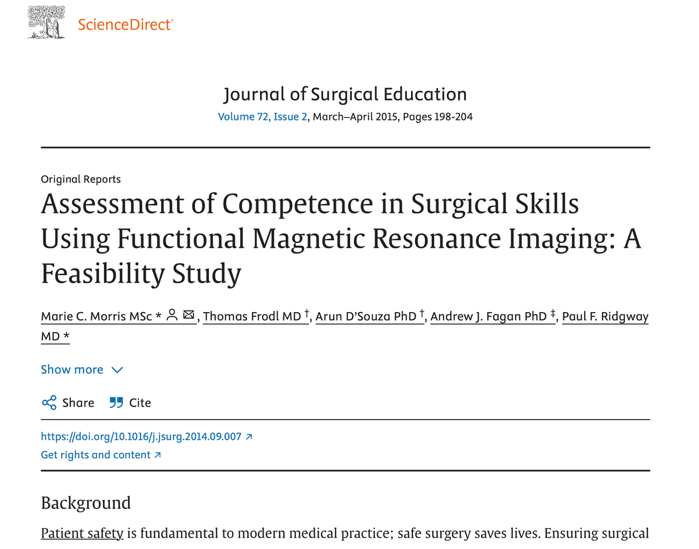 ScienceDirect
Journal of Surgical Education
Volume 72, Issue 2, March–April 2015, Pages 198-204
Original Reports
Assessment of Competence in Surgical Skills
Using Functional Magnetic Resonance Imaging: A
Feasibility Study
Marie C. Morris MSc *, Thomas Frodl MD †, Arun D’Souza PhD †, Andrew J. Fagan PhD ‡, Paul F. Ridgway
MD *
Show more
Share Cite
https://doi.org/10.1016/j.jsurg.2014.09.007
Get rights and content
Background
Patient safety is fundamental to modern medical practice; safe surgery saves lives. Ensuring surgical